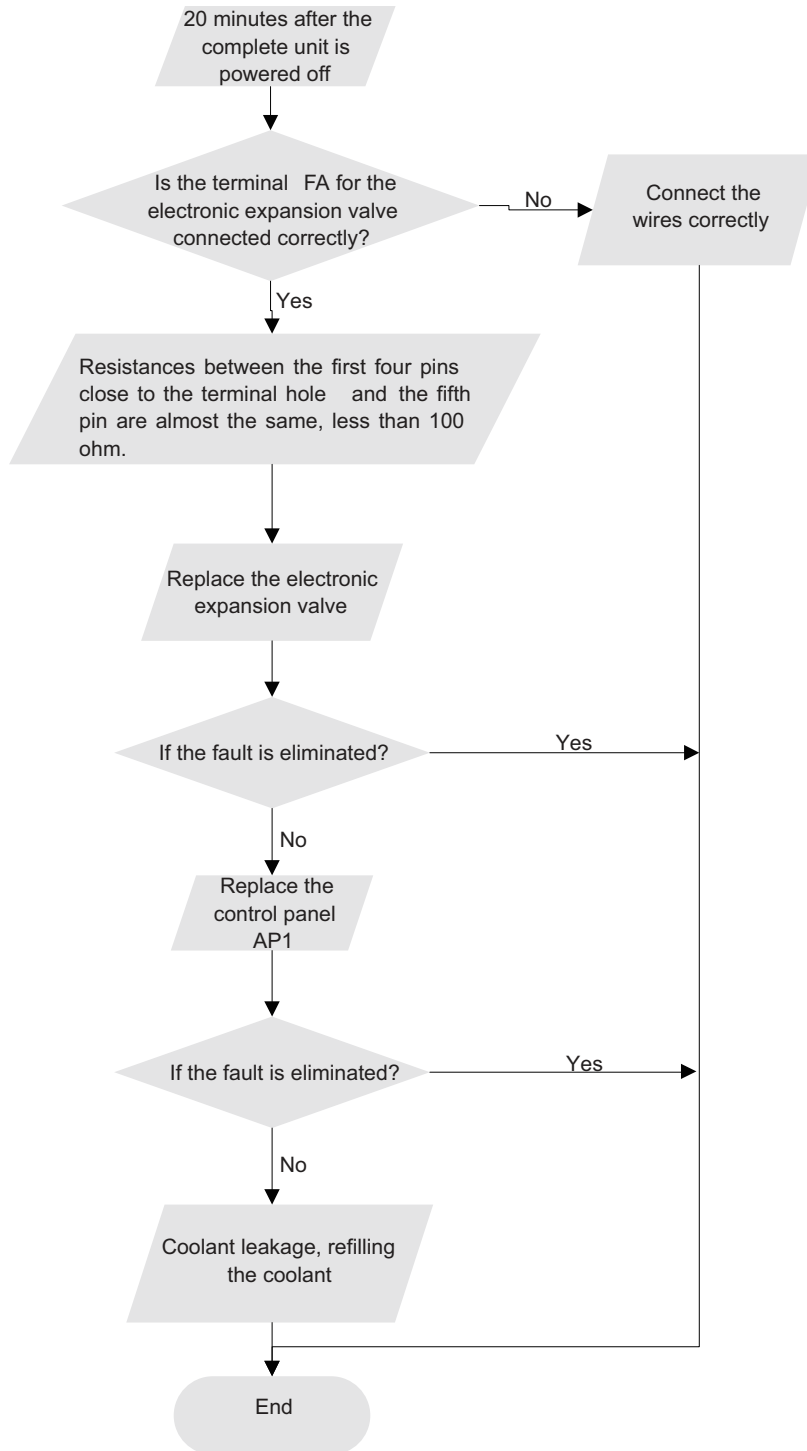 20 minutes after the
complete unit is
powered off
Is the terminal FA for the
electronic expansion valve
connected correctly?
No
Connect the
wires correctly
Yes
Resistances between the first four pins
close to the terminal hole and the fifth
pin are almost the same, less than 100
ohm.
Replace the electronic
expansion valve
If the fault is eliminated?
Yes
No
Replace the
control panel
AP1
If the fault is eliminated?
Yes
No
Coolant leakage, refilling
the coolant
End